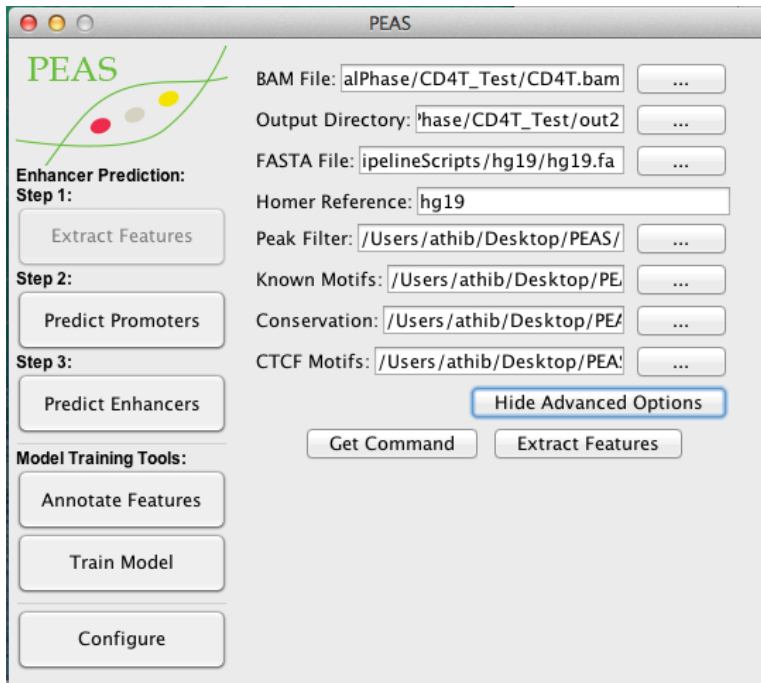 PEAS
PEAS
Enhancer Prediction:
Step 1:
Extract Features
Step 2:
Predict Promoters
Step 3:
Predict Enhancers
Model Training Tools:
Annotate Features
Train Model
Configure
BAM File: alPhase/CD4T_Test/CD4T.bam ...
Output Directory: Phase/CD4T_Test/out2 ...
FASTA File: ipelineScripts/hg19/hg19.fa ...
Homer Reference: hg19
Peak Filter: /Users/athib/Desktop/PEAS/ ...
Known Motifs: /Users/athib/Desktop/PE ...
Conservation: /Users/athib/Desktop/PEA ...
CTCF Motifs: /Users/athib/Desktop/PEAS ...
Hide Advanced Options
Get Command Extract Features